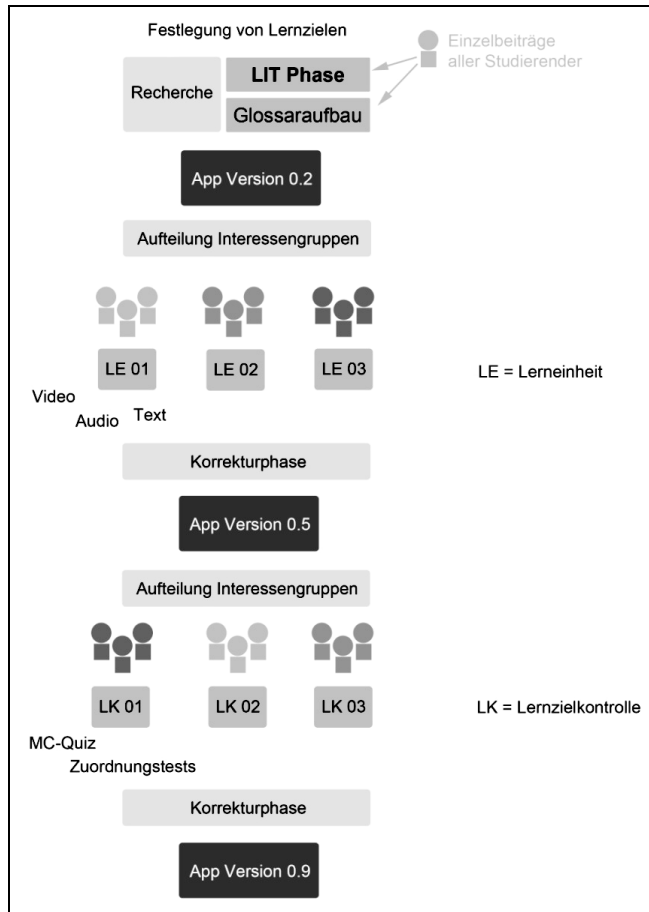 Festlegung von Lernzielen
Einzelbeiträge
aller Studierender
Recherche
LIT Phase
Glossaraufbau
App Version 0.2
Aufteilung Interessengruppen
LE 01
LE 02
LE 03
LE = Lerneinheit
Video
Audio
Text
Korrekturphase
App Version 0.5
Aufteilung Interessengruppen
LK 01
LK 02
LK 03
LK = Lernzielkontrolle
MC-Quiz
Zuordnungstests
Korrekturphase
App Version 0.9